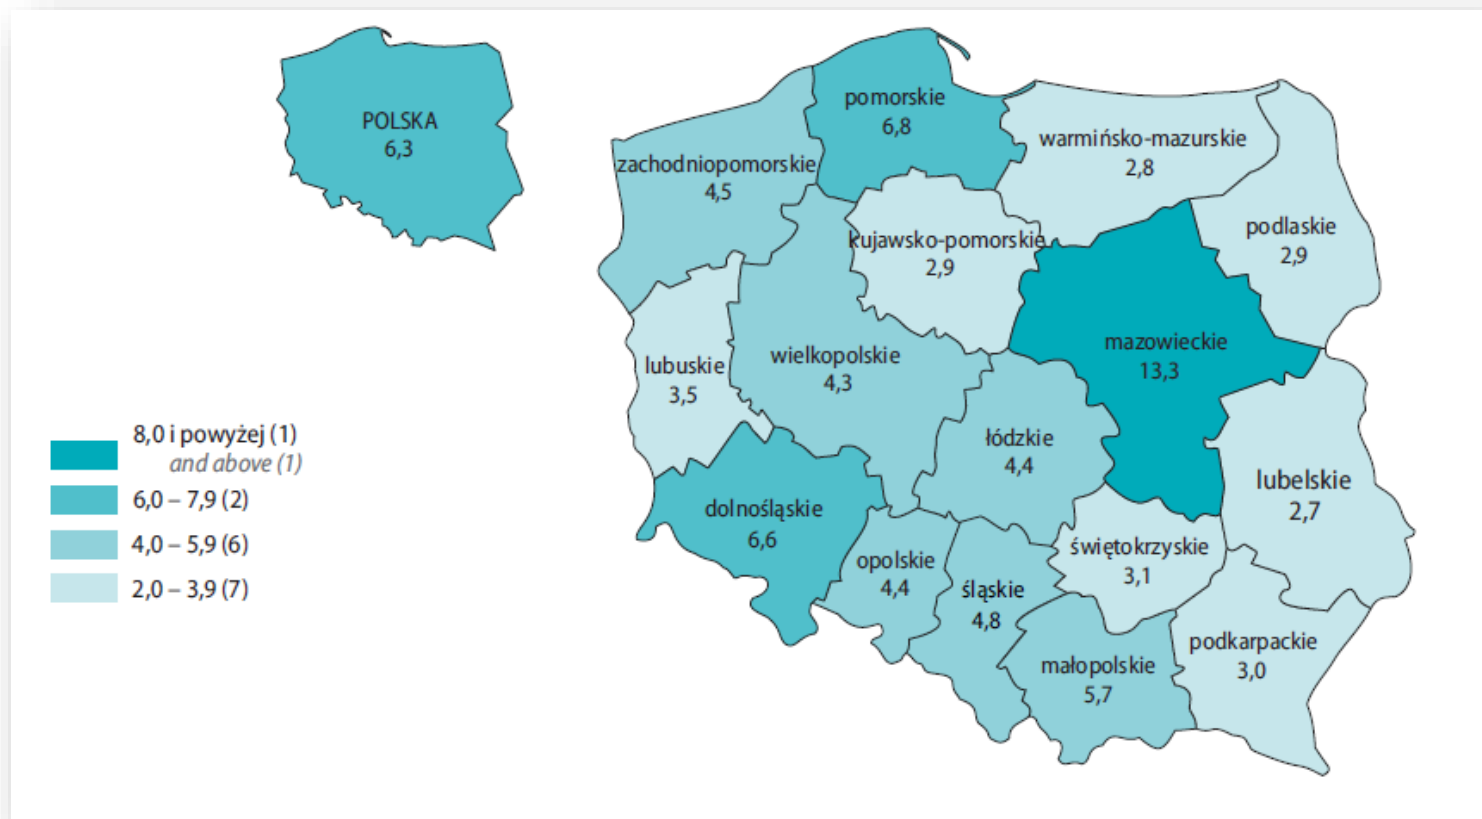 POLSKA
6,3
pomorskie
6,8
warmińsko-mazurskie
2,8
zachodniopomorskie
4,5
podlaskie
2,9
kujawsko-pomorskie
2,9
mazowieckie
13,3
wielkopolskie
4,3
lubuskie
3,5
łódzkie
4,4
lubelskie
2,7
dolnośląskie
6,6
świętokrzyskie
3,1
opolskie
4,4
śląskie
4,8
podkarpackie
3,0
małopolskie
5,7
8,0 i powyżej (1)
and above (1)
6,0 – 7,9 (2)
4,0 – 5,9 (6)
2,0 – 3,9 (7)